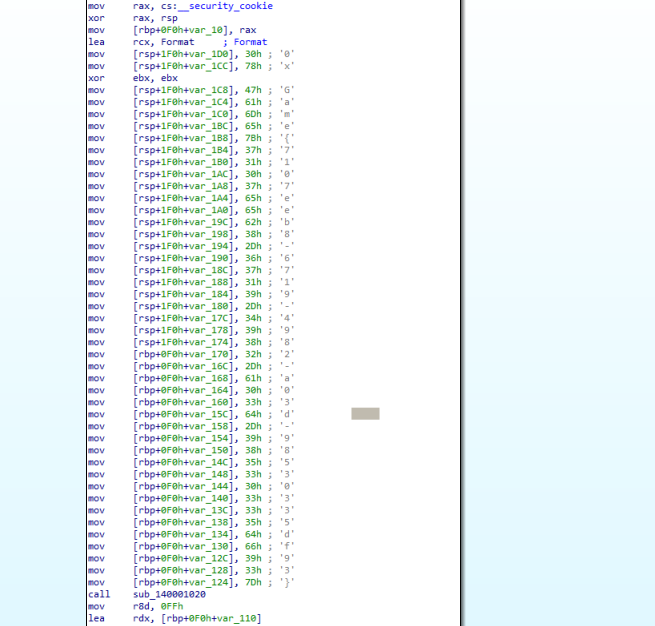 mov rax, cs:__security_cookie
xor rax, rsp
mov [rbp+0F0h+var_10], rax
lea rcx, Format ; Format
mov [rsp+1F0h+var_1D0], 30h ; '0'
mov [rsp+1F0h+var_1CC], 78h ; 'x'
xor ebx, ebx
mov [rsp+1F0h+var_1C8], 47h ; 'G'
mov [rsp+1F0h+var_1C4], 61h ; 'a'
mov [rsp+1F0h+var_1C0], 6Dh ; 'm'
mov [rsp+1F0h+var_1BC], 65h ; 'e'
mov [rsp+1F0h+var_1B8], 7Bh ; '{'
mov [rsp+1F0h+var_1B4], 37h ; '7'
mov [rsp+1F0h+var_1B0], 31h ; '1'
mov [rsp+1F0h+var_1AC], 30h ; '0'
mov [rsp+1F0h+var_1A8], 37h ; '7'
mov [rsp+1F0h+var_1A4], 65h ; 'e'
mov [rsp+1F0h+var_1A0], 65h ; 'e'
mov [rsp+1F0h+var_19C], 62h ; 'b'
mov [rsp+1F0h+var_198], 38h ; '8'
mov [rsp+1F0h+var_194], 2Dh ; '-'
mov [rsp+1F0h+var_190], 36h ; '6'
mov [rsp+1F0h+var_18C], 37h ; '7'
mov [rsp+1F0h+var_188], 31h ; '1'
mov [rsp+1F0h+var_184], 39h ; '9'
mov [rsp+1F0h+var_180], 2Dh ; '-'
mov [rsp+1F0h+var_17C], 34h ; '4'
mov [rsp+1F0h+var_178], 39h ; '9'
mov [rsp+1F0h+var_174], 38h ; '8'
mov [rbp+0F0h+var_170], 32h ; '2'
mov [rbp+0F0h+var_16C], 2Dh ; '-'
mov [rbp+0F0h+var_168], 61h ; 'a'
mov [rbp+0F0h+var_164], 30h ; '0'
mov [rbp+0F0h+var_160], 33h ; '3'
mov [rbp+0F0h+var_15C], 64h ; 'd'
mov [rbp+0F0h+var_158], 2Dh ; '-'
mov [rbp+0F0h+var_154], 39h ; '9'
mov [rbp+0F0h+var_150], 38h ; '8'
mov [rbp+0F0h+var_14C], 35h ; '5'
mov [rbp+0F0h+var_148], 33h ; '3'
mov [rbp+0F0h+var_144], 30h ; '0'
mov [rbp+0F0h+var_140], 33h ; '3'
mov [rbp+0F0h+var_13C], 33h ; '3'
mov [rbp+0F0h+var_138], 35h ; '5'
mov [rbp+0F0h+var_134], 64h ; 'd'
mov [rbp+0F0h+var_130], 66h ; 'f'
mov [rbp+0F0h+var_12C], 39h ; '9'
mov [rbp+0F0h+var_128], 33h ; '3'
mov [rbp+0F0h+var_124], 7Dh ; '}'
call sub_140001020
mov r8d, 0FFh
lea rdx, [rbp+0F0h+var_110]